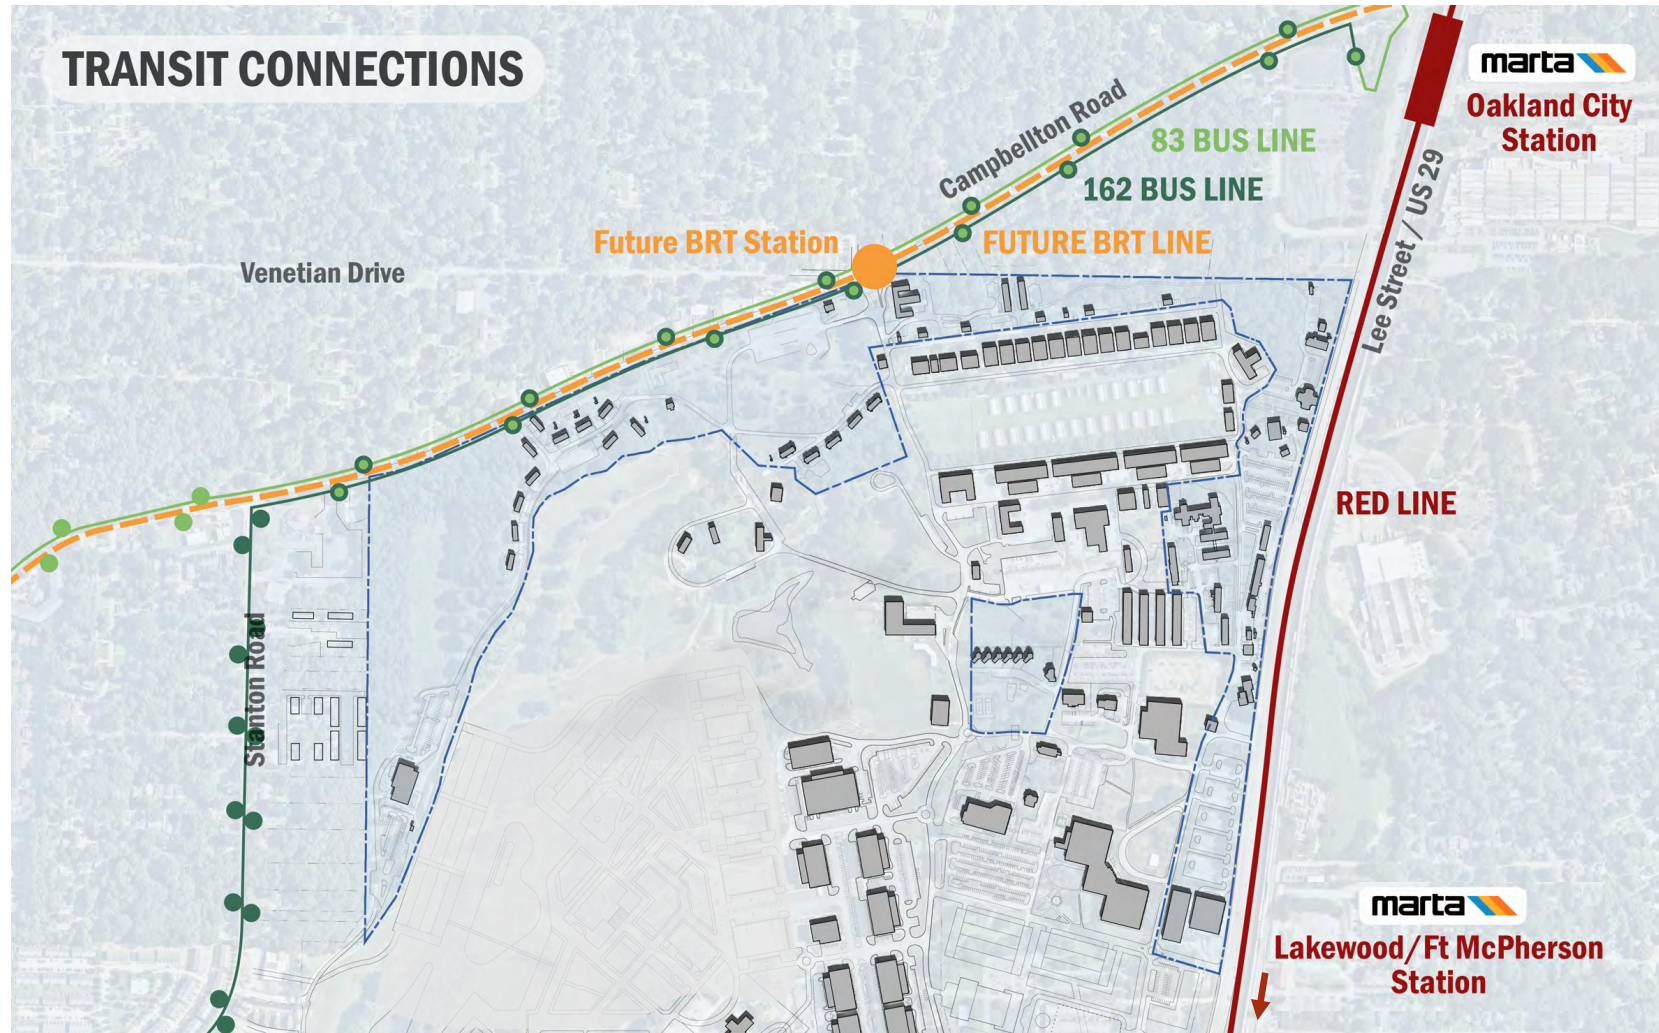 TRANSIT CONNECTIONS
marta
Oakland City
Station
Campbellton Road
83 BUS LINE
162 BUS LINE
Lee Street / US 29
Future BRT Station
FUTURE BRT LINE
Venetian Drive
RED LINE
Stanton Road
marta
Lakewood/Ft McPherson
Station